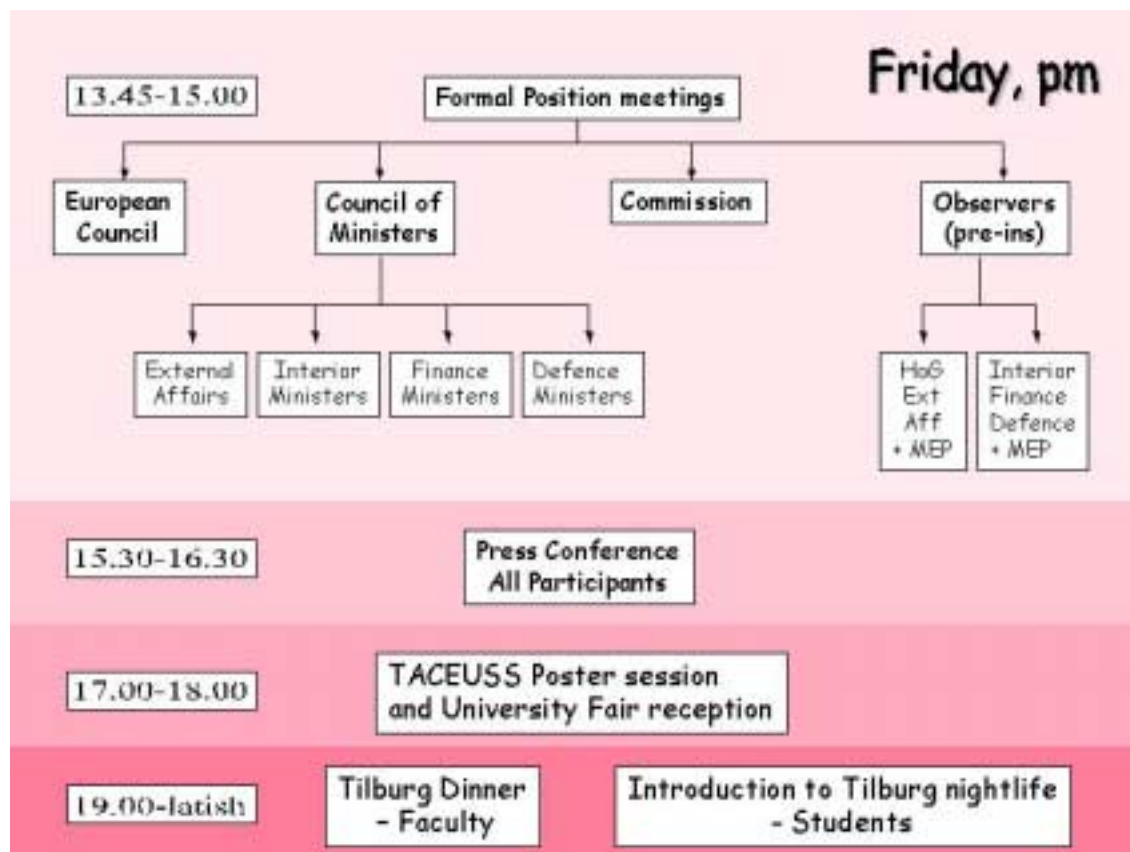 Friday, pm
13.45-15.00
Formal Position meetings
European
Council
Council of
Ministers
Commission
Observers
(pre-ins)
External
Affairs
Interior
Ministers
Finance
Ministers
Defence
Ministers
HoG
Ext
Aff
+ MEP
Interior
Finance
Defence
+ MEP
15.30-16.30
Press Conference
All Participants
17.00-18.00
TACEUSS Poster session
and University Fair reception
19.00-latish
Tilburg Dinner
– Faculty
Introduction to Tilburg nightlife
- Students